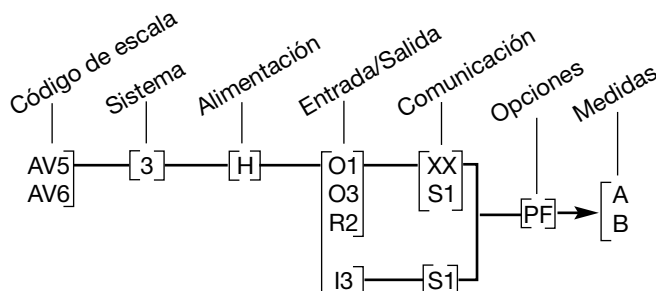 Código de escala
Sistema
Alimentación
Entrada/Salida
Comunicación
Opciones
Medidas
AV5 3 H O1 XX A
AV6 O3 S1 PF B
R2
I3 S1